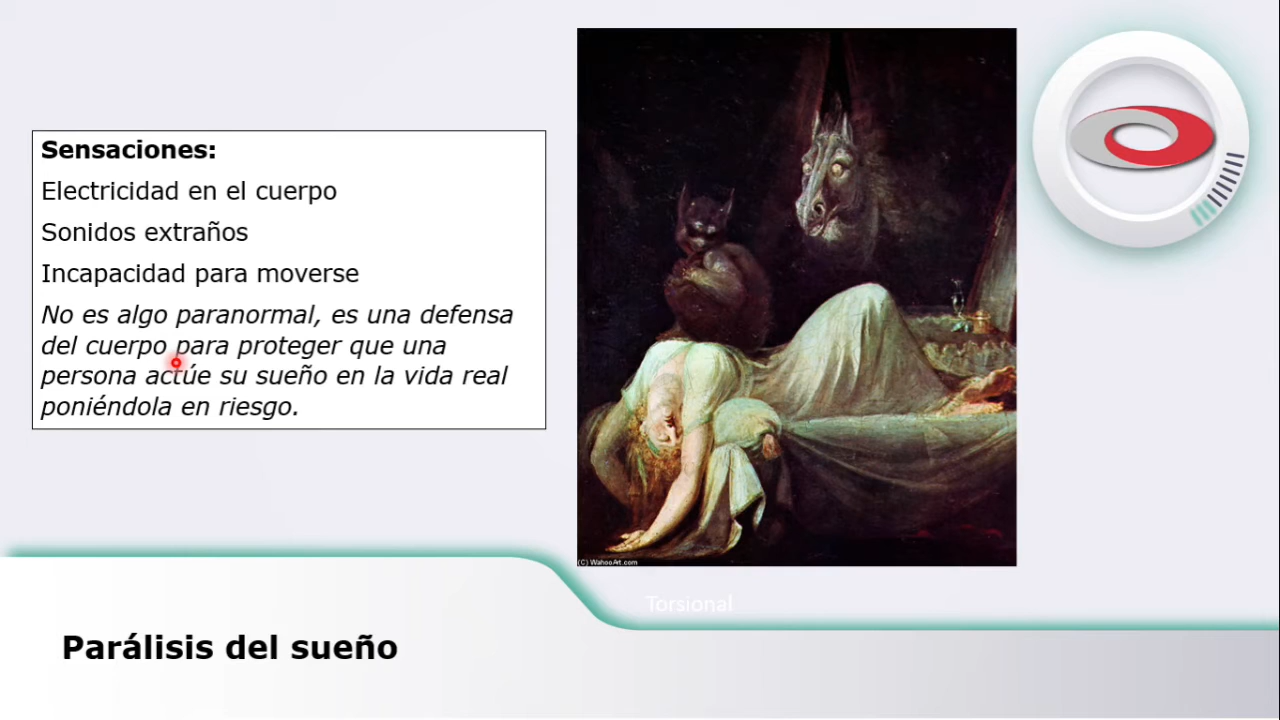 Sensaciones:
Electricidad en el cuerpo
Sonidos extraños
Incapacidad para moverse
No es algo paranormal, es una defensa
del cuerpo para proteger que una
persona actúe su sueño en la vida real
poniéndola en riesgo.
(C) WahooArt.com
Torsional
Parálisis del sueño